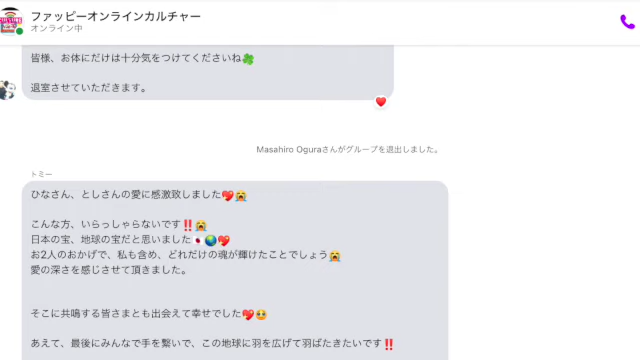 ファッピーオンラインカルチャー
オンライン中
皆様、お体にだけは十分気をつけてくださいね🍀
退室させていただきます。
Masahiro Oguraさんがグループを退出しました。
トミー
ひなさん、としさんの愛に感激致しました💖😭
こんな方、いらっしゃらないです‼️😭
日本の宝、地球の宝だと思いました🇯🇵🌏💖
お2人のおかげで、私も含め、どれだけの魂が輝けたことでしょう😭
愛の深さを感じさせて頂きました。
そこに共鳴する皆さまとも出会えて幸せでした💖🥹
あえて、最後にみんなで手を繋いで、この地球に羽を広げて羽ばたきたいです‼️